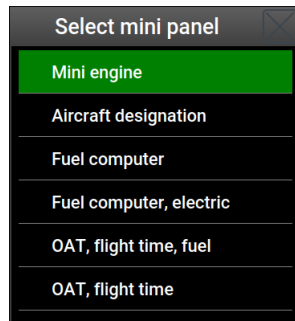 Select mini panel
Mini engine
Aircraft designation
Fuel computer
Fuel computer, electric
OAT, flight time, fuel
OAT, flight time